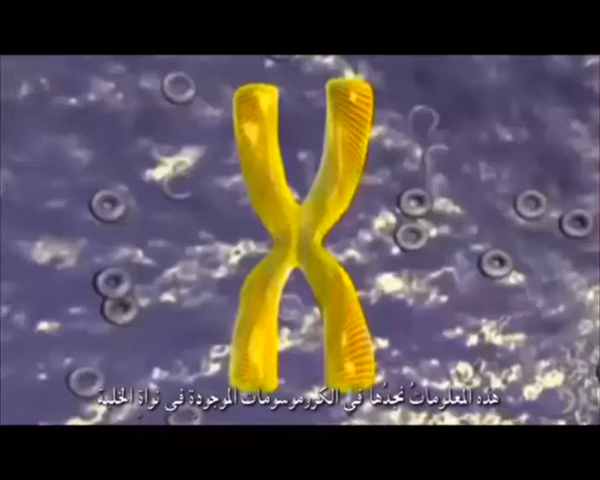 هذه المعلوماتُ نجدُها في الكروموسومات الموجودة في نواةِ الخلية